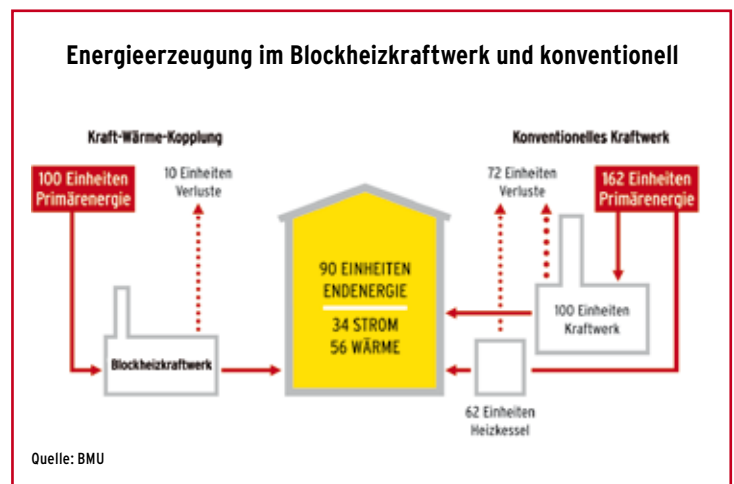 Energieerzeugung im Blockheizkraftwerk und konventionell
Kraft-Wärme-Kopplung
100 Einheiten
Primärenergie
10 Einheiten
Verluste
Blockheizkraftwerk
90 EINHEITEN
ENDENERGIE
34 STROM
56 WÄRME
Konventionelles Kraftwerk
72 Einheiten
Verluste
162 Einheiten
Primärenergie
100 Einheiten
Kraftwerk
62 Einheiten
Heizkessel
Quelle: BMU